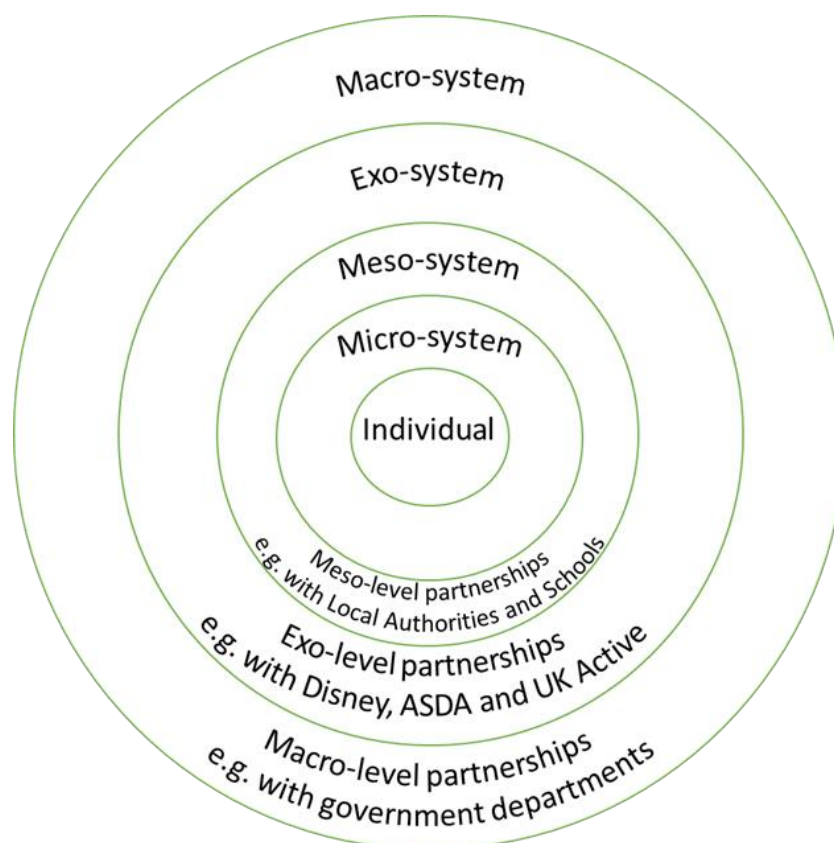 Macro-system
Exo-system
Meso-system
Micro-system
Individual
Meso-level partnerships
e.g. with Local Authorities and Schools
Exo-level partnerships
e.g. with Disney, ASDA and UK Active
Macro-level partnerships
e.g. with government departments